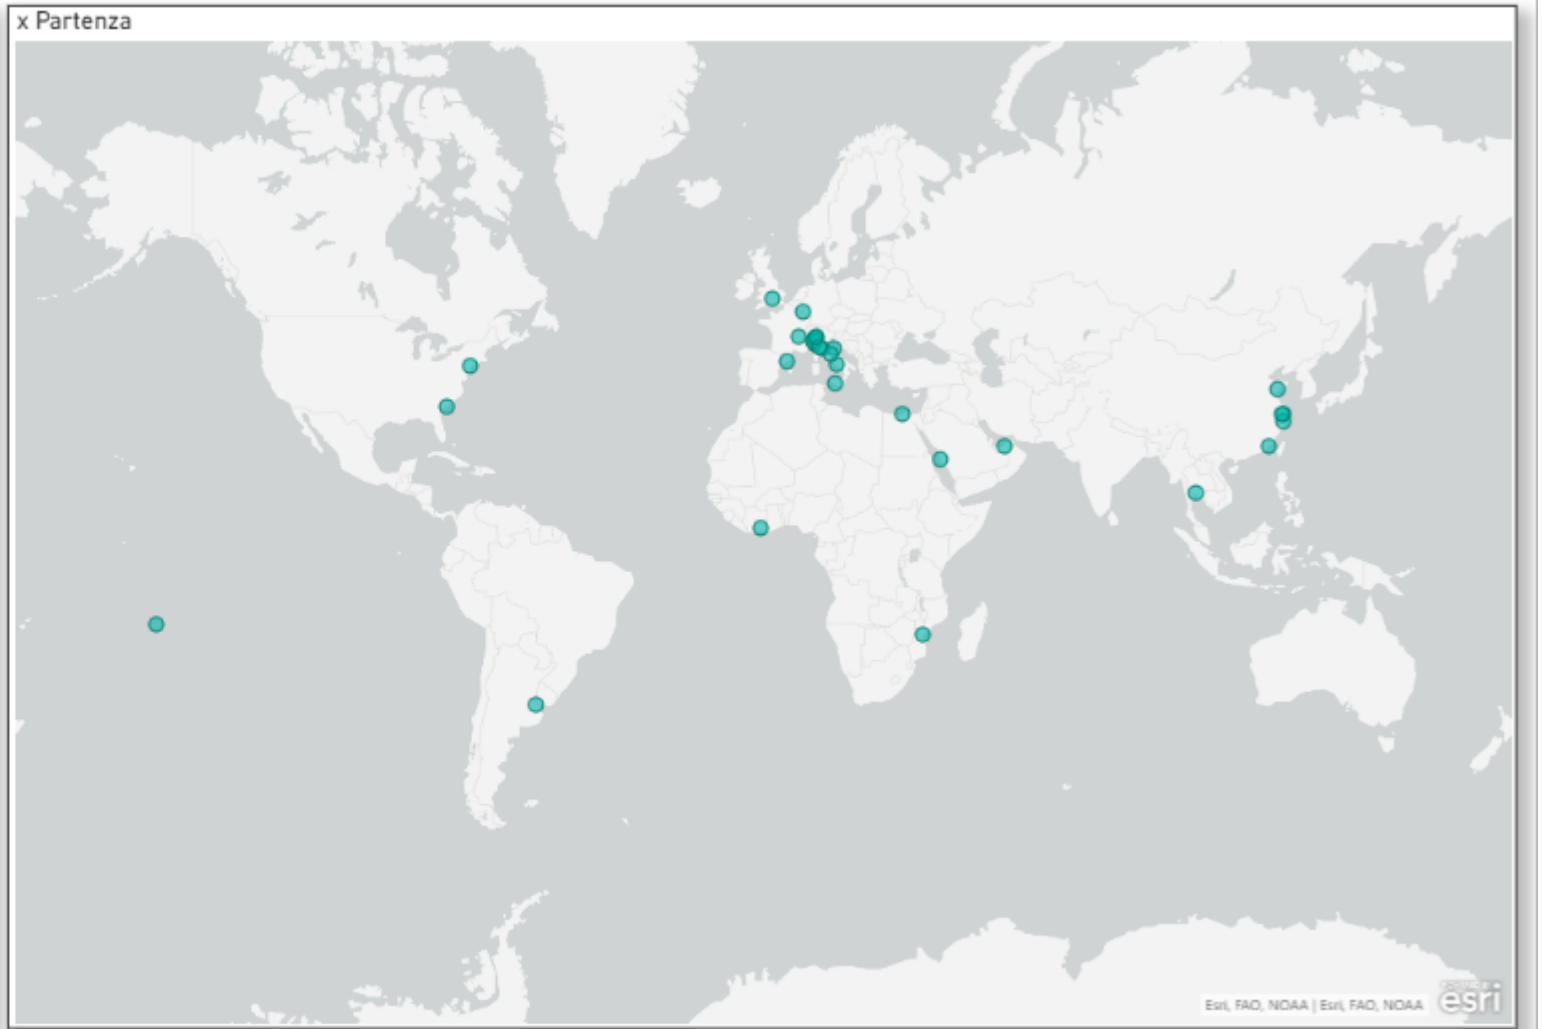 x Partenza
Esri, FAO, NOAA | Esri, FAO, NOAA
esri